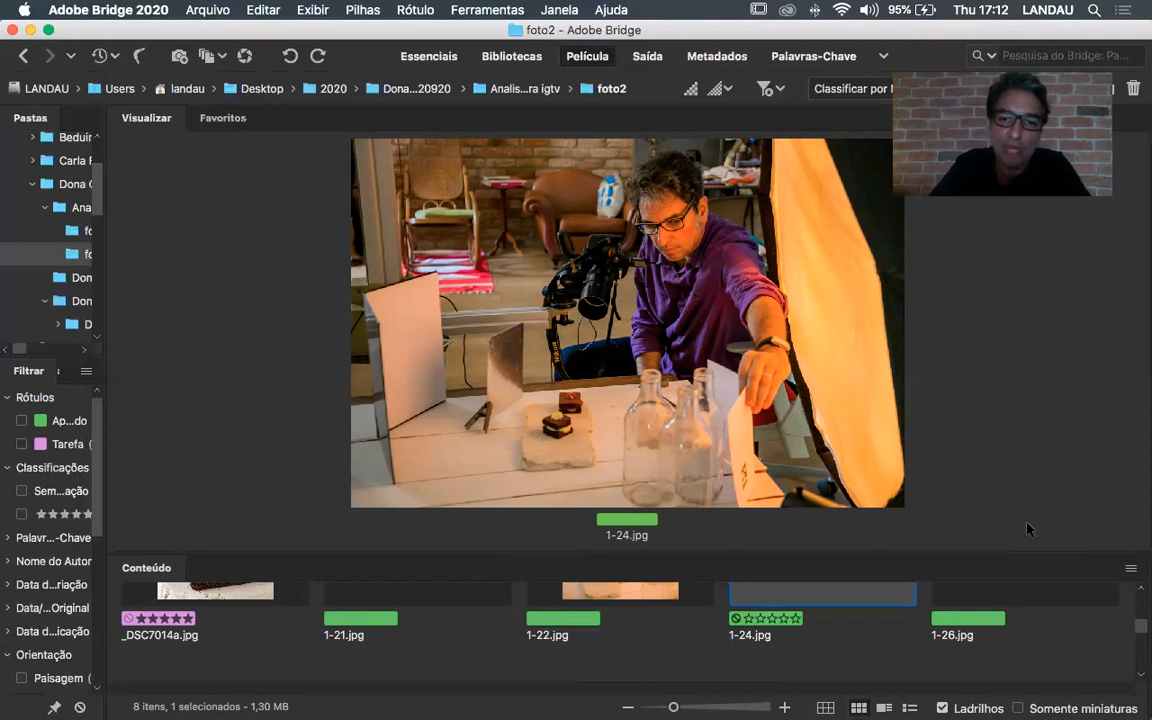 Adobe Bridge 2020 Arquivo Editar Exibir Pilhas Rótulo Ferramentas Janela Ajuda 95% Thu 17:12 LANDAU
foto2 – Adobe Bridge
Essenciais Bibliotecas Película Saída Metadados Palavras-Chave Pesquisa do Bridge: Pa...
LANDAU Users landau Desktop 2020 Dona...20920 Analis...ra igtv foto2 Classificar por
Pastas Visualizar Favoritos
Beduir
Carla F
Dona
Ana
fo
fo
Don
Don
D
Filtrar
Rótulos
Ap...do
Tarefa (
Classificações
Sem...ação
Palavr...-Chave
Nome do Autor
Data d...riação
Data/...Original
Data d...icação
Orientação
Paisagem (
Nikon
1-24.jpg
Conteúdo
_DSC7014a.jpg 1-21.jpg 1-22.jpg 1-24.jpg 1-26.jpg
8 itens, 1 selecionados - 1,30 MB Ladrilhos Somente miniaturas